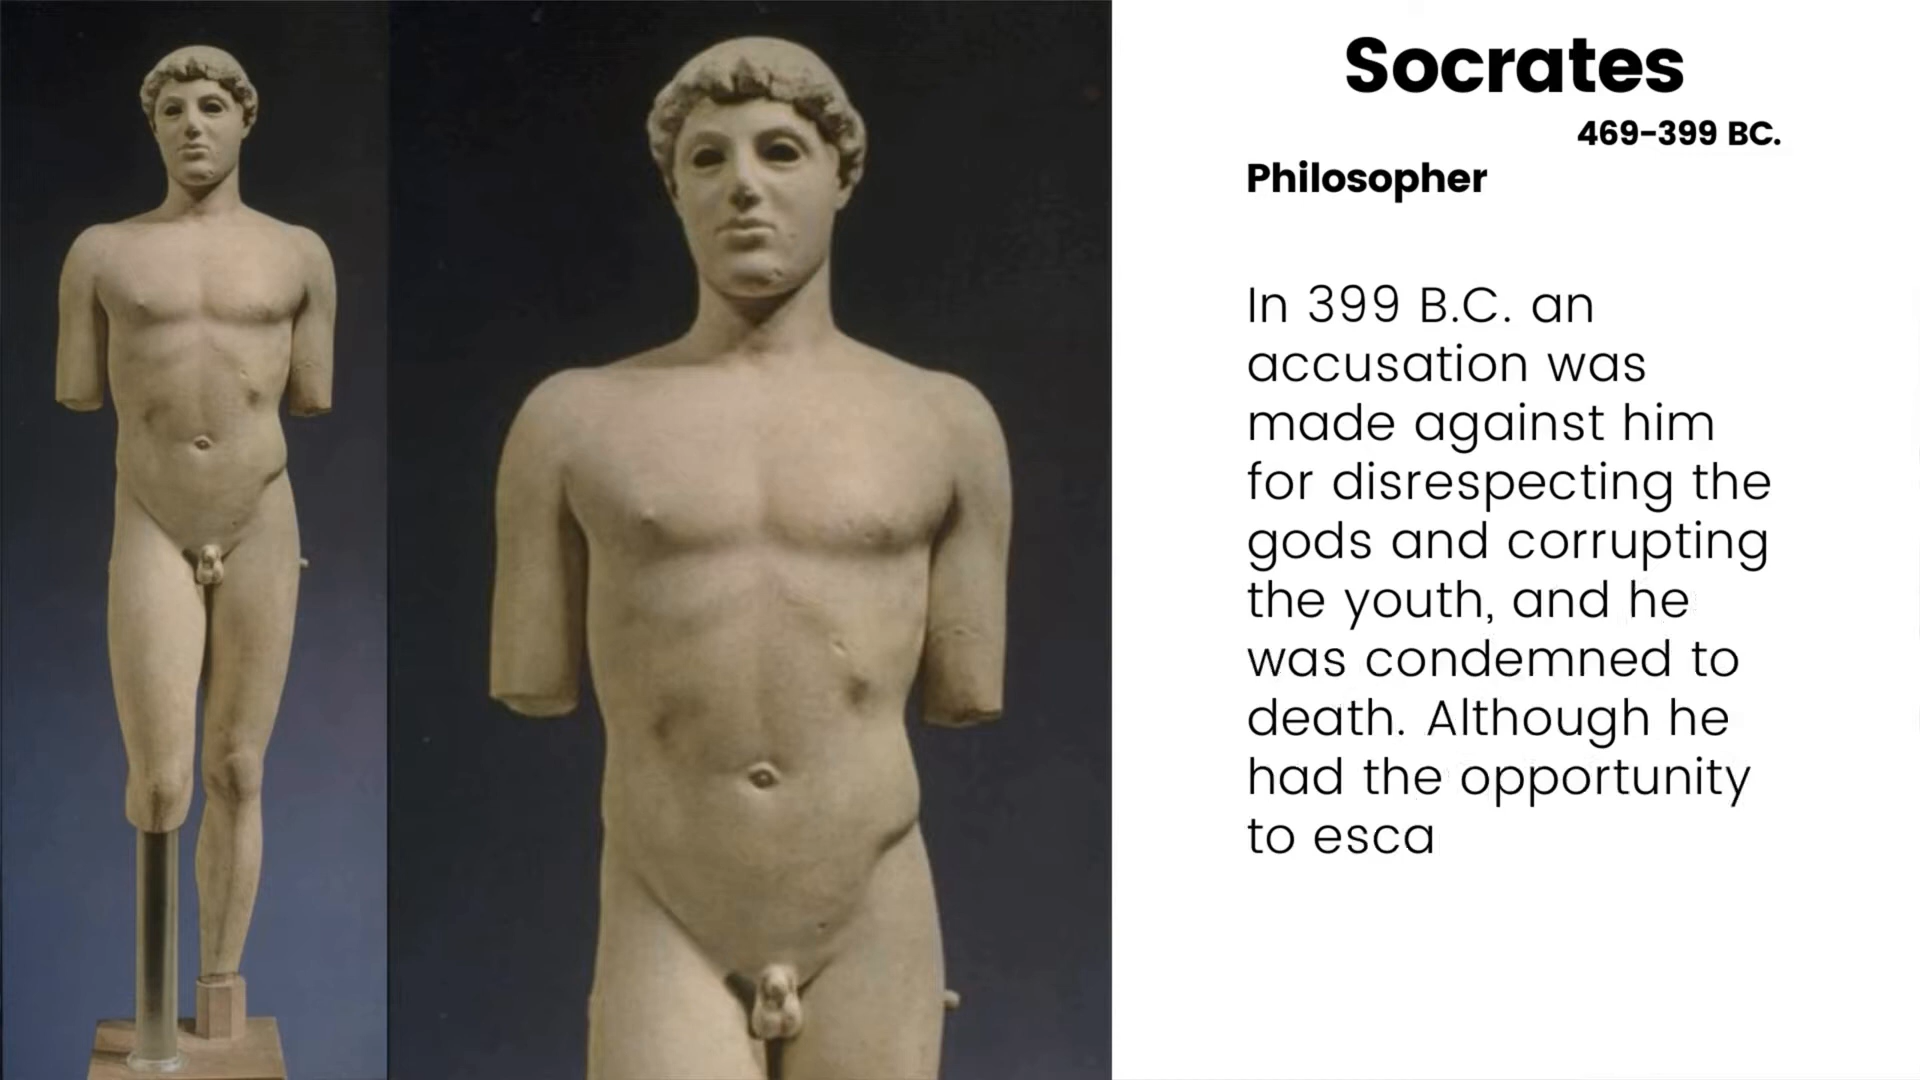 Socrates
469-399 BC.
Philosopher
In 399 B.C. an
accusation was
made against him
for disrespecting the
gods and corrupting
the youth, and he
was condemned to
death. Although he
had the opportunity
to esca